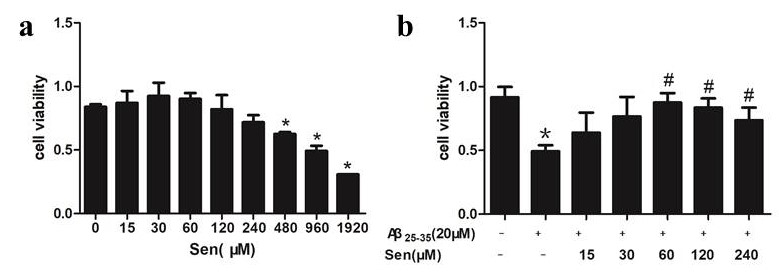 a
1.5
1.0
0.5
0.0
cell viability
* * *
0 15 30 60 120 240 480 960 1920
Sen( μM)
b
1.5
1.0
0.5
0.0
cell viability
* # # #
Aβ25-35(20μM) - + + + + + +
Sen(μM) - - 15 30 60 120 240